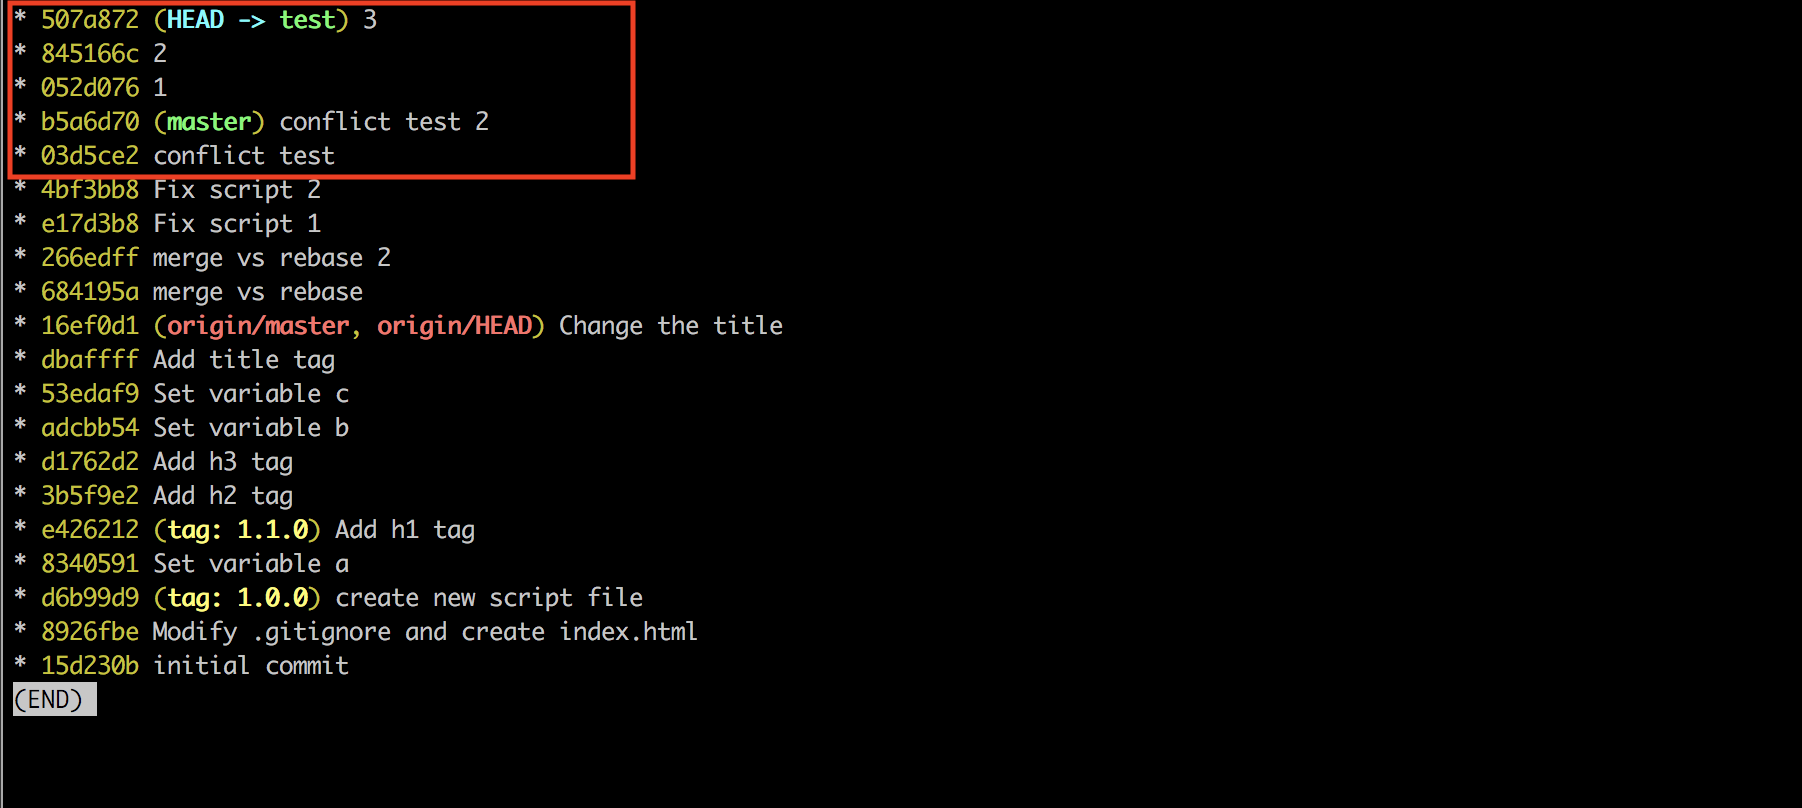 * 507a872 (HEAD -> test) 3
* 845166c 2
* 052d076 1
* b5a6d70 (master) conflict test 2
* 03d5ce2 conflict test
* 4bf3bb8 Fix script 2
* e17d3b8 Fix script 1
* 266edff merge vs rebase 2
* 684195a merge vs rebase
* 16ef0d1 (origin/master, origin/HEAD) Change the title
* dbaffff Add title tag
* 53edaf9 Set variable c
* adcbb54 Set variable b
* d1762d2 Add h3 tag
* 3b5f9e2 Add h2 tag
* e426212 (tag: 1.1.0) Add h1 tag
* 8340591 Set variable a
* d6b99d9 (tag: 1.0.0) create new script file
* 8926fbe Modify .gitignore and create index.html
* 15d230b initial commit
(END)